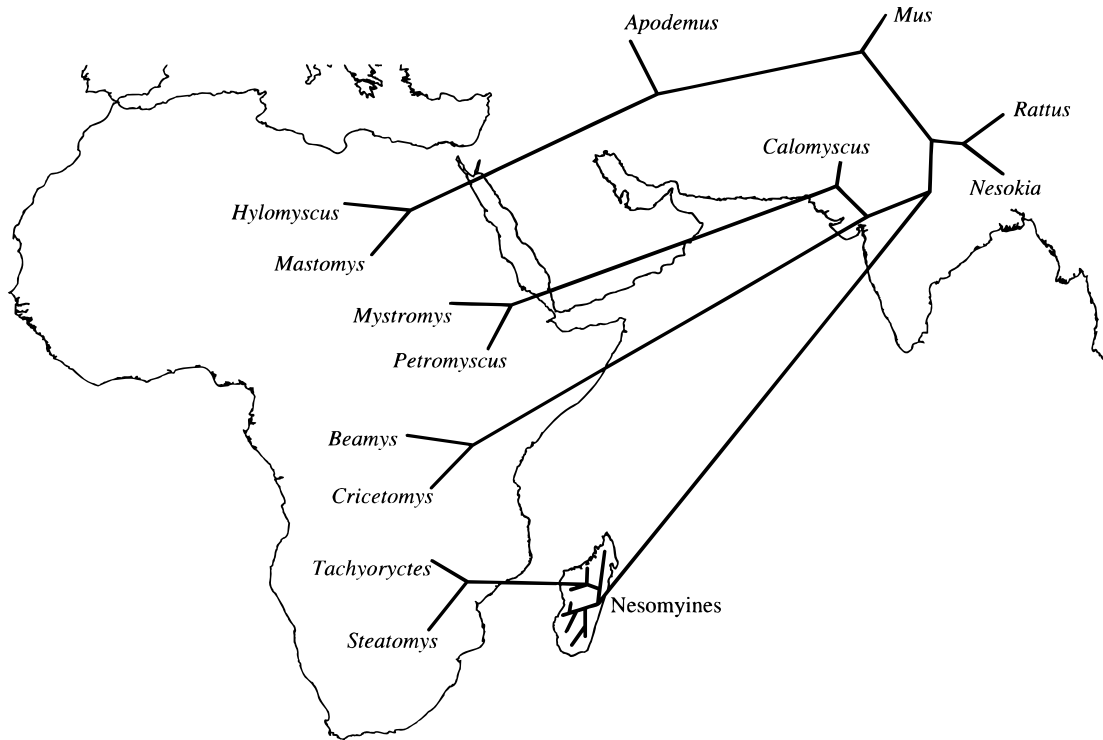 Mus
Apodemus
Rattus
Calomyscus
Nesokia
Hylomyscus
Mastomys
Mystromys
Petromyscus
Beamys
Cricetomys
Tachyoryctes
Nesomyines
Steatomys